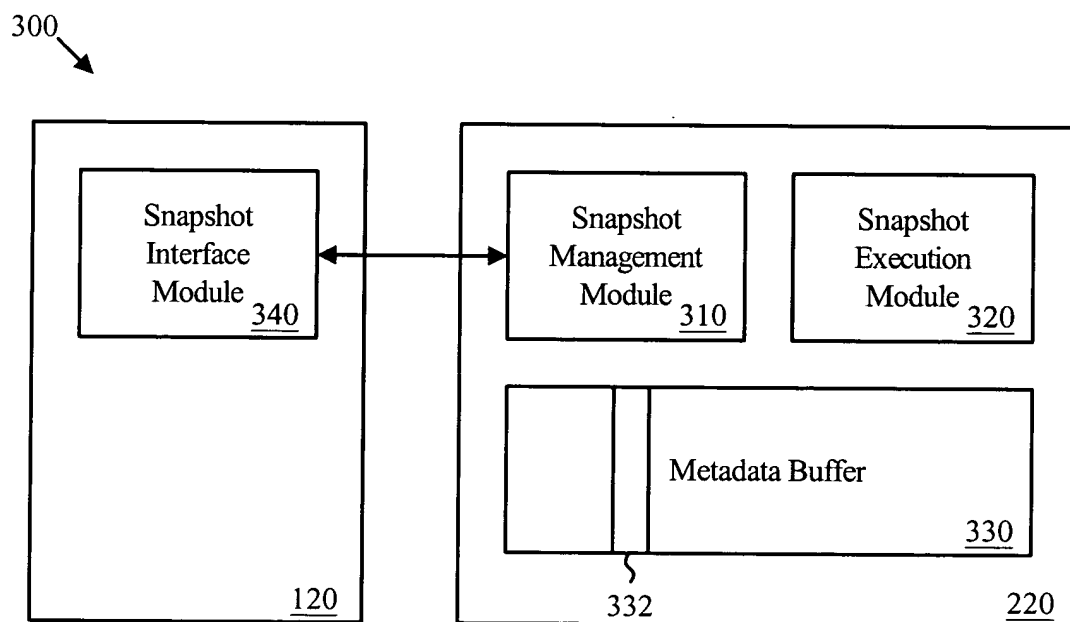 300
Snapshot
Interface
Module
340
Snapshot
Management
Module
310
Snapshot
Execution
Module
320
Metadata Buffer
330
332
120
220